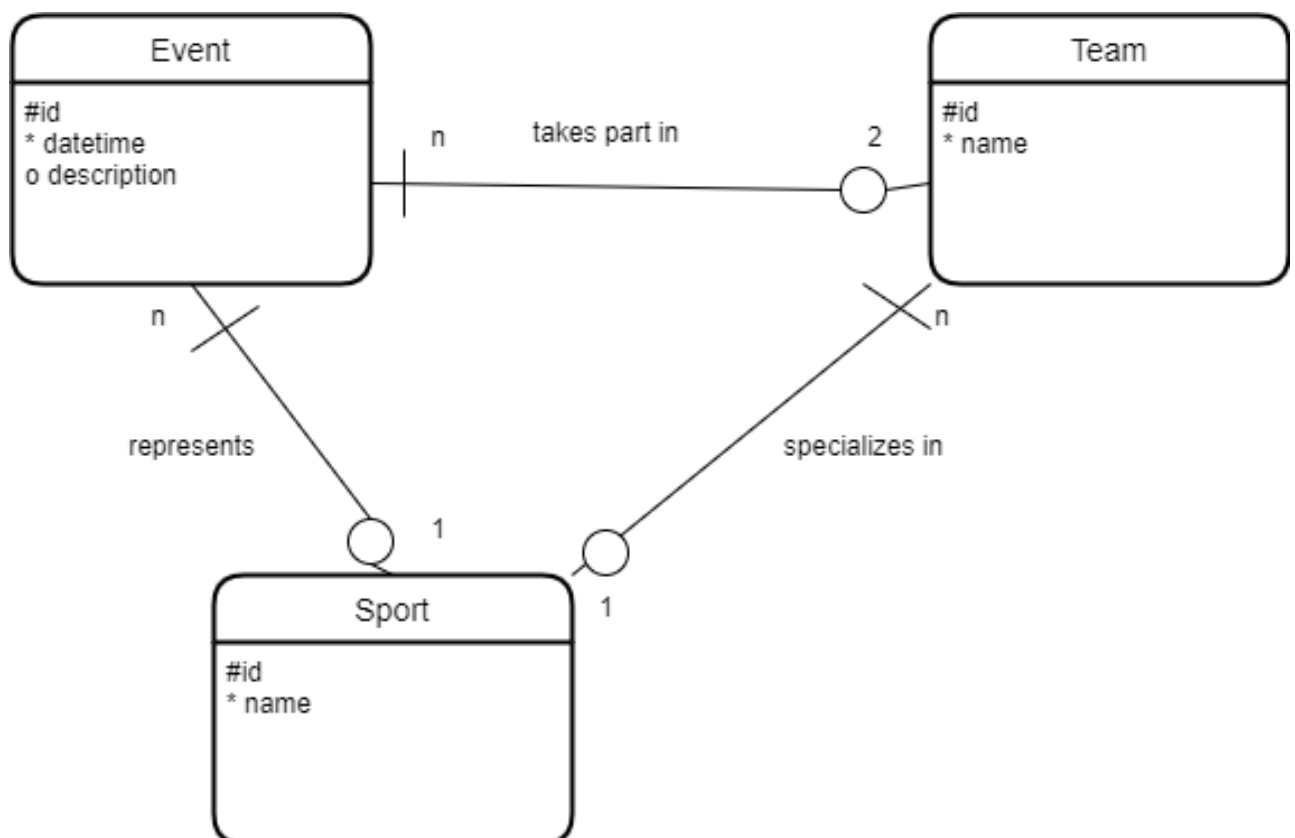 Event
#id
* datetime
o description
n
takes part in
2
Team
#id
* name
n
n
represents
specializes in
1
1
Sport
#id
* name